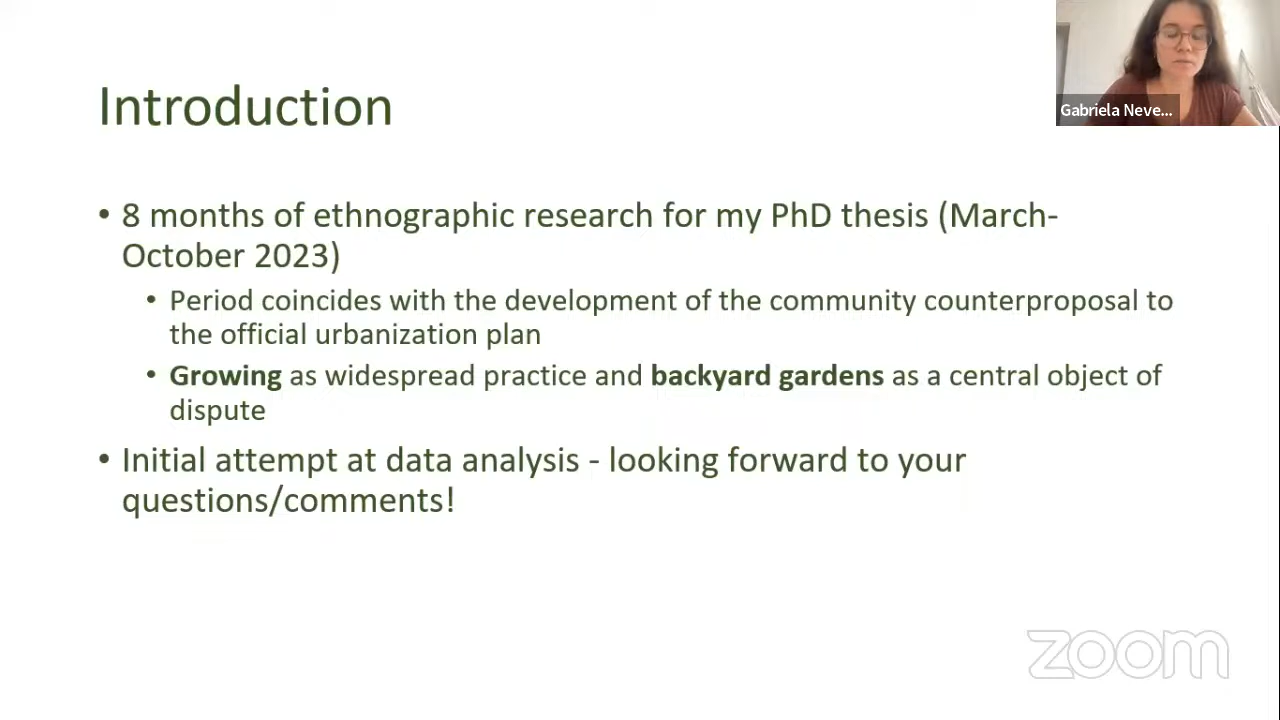 Introduction
Gabriela Neve...
• 8 months of ethnographic research for my PhD thesis (March-
October 2023)
• Period coincides with the development of the community counterproposal to
the official urbanization plan
• Growing as widespread practice and backyard gardens as a central object of
dispute
• Initial attempt at data analysis - looking forward to your
questions/comments!
zoom